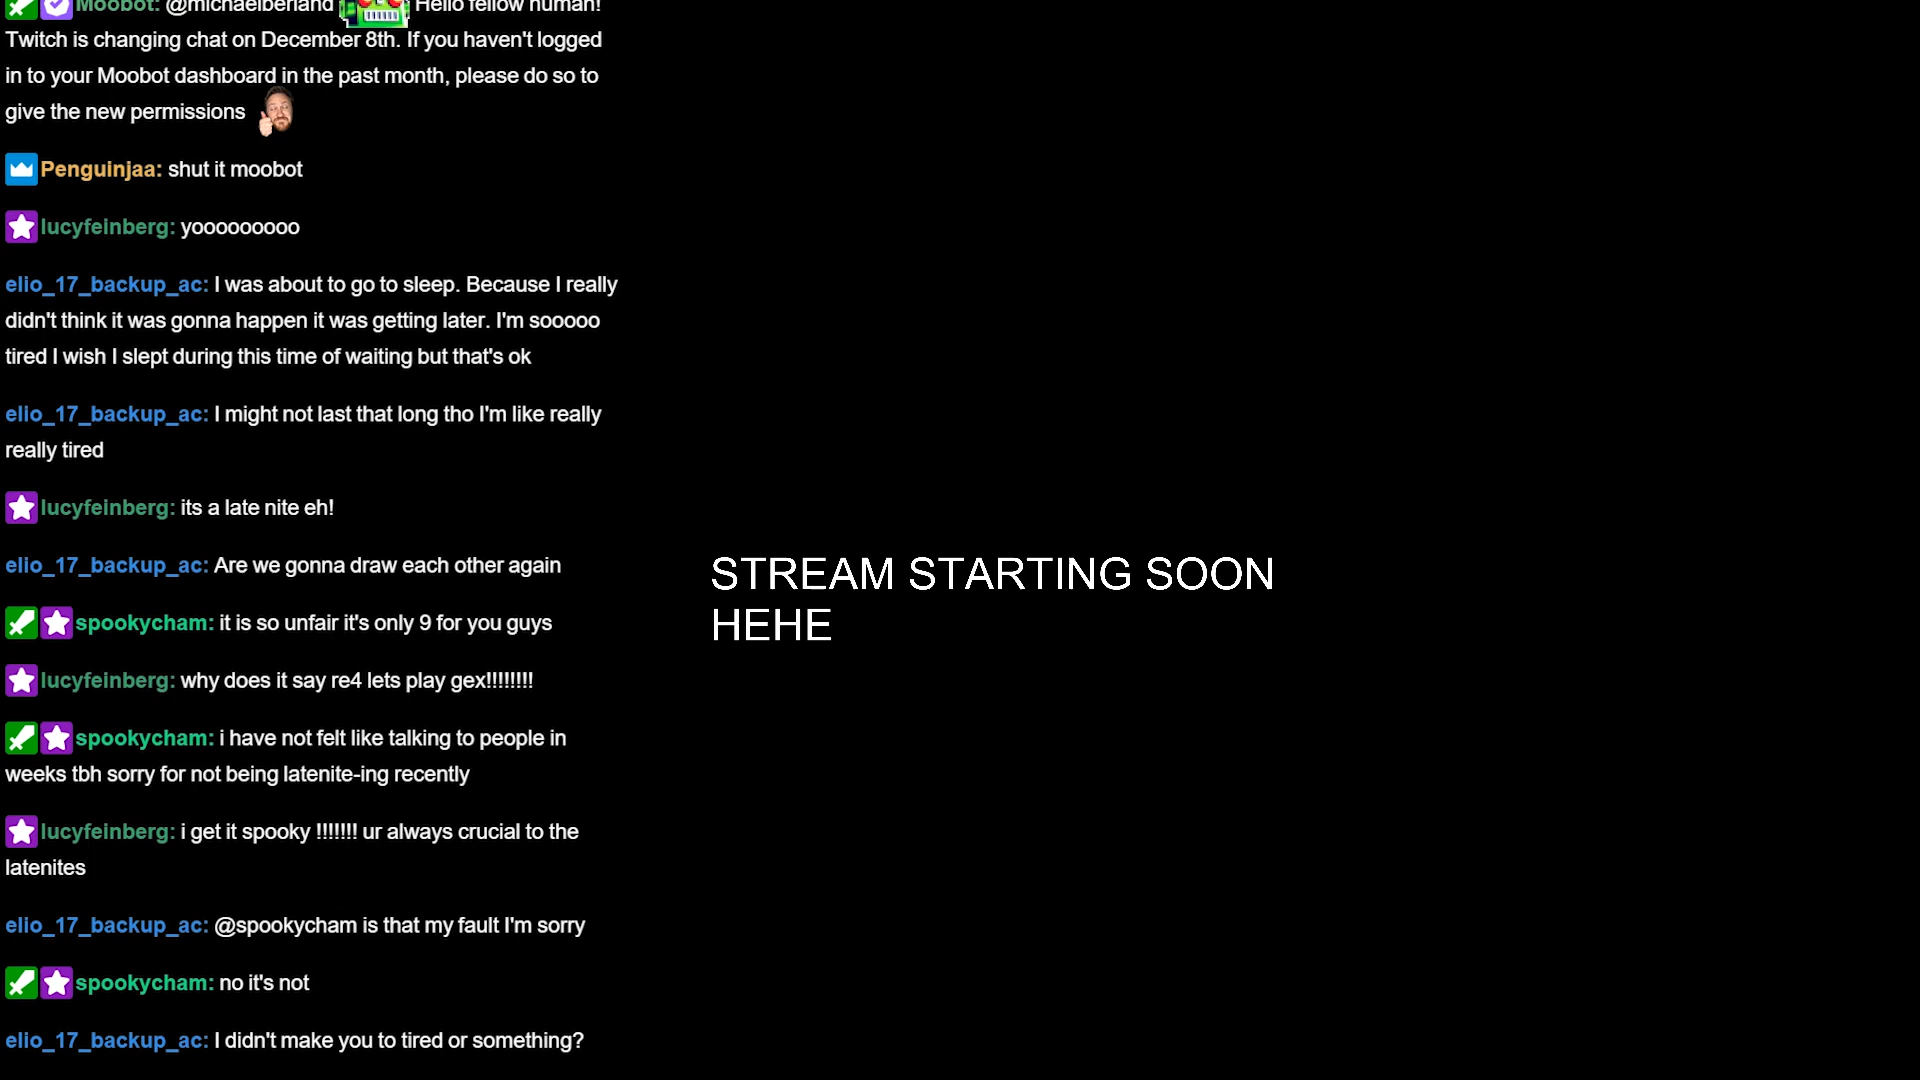 Moobot: @michaelberland Hello fellow human!
Twitch is changing chat on December 8th. If you haven't logged
in to your Moobot dashboard in the past month, please do so to
give the new permissions
Penguinjaa: shut it moobot
lucyfeinberg: yooooooooo
elio_17_backup_ac: I was about to go to sleep. Because I really
didn't think it was gonna happen it was getting later. I'm sooooo
tired I wish I slept during this time of waiting but that's ok
elio_17_backup_ac: I might not last that long tho I'm like really
really tired
lucyfeinberg: its a late nite eh!
elio_17_backup_ac: Are we gonna draw each other again
spookycham: it is so unfair it's only 9 for you guys
lucyfeinberg: why does it say re4 lets play gex!!!!!!!!
spookycham: i have not felt like talking to people in
weeks tbh sorry for not being latenite-ing recently
lucyfeinberg: i get it spooky !!!!!!! ur always crucial to the
latenites
elio_17_backup_ac: @spookycham is that my fault I'm sorry
spookycham: no it's not
elio_17_backup_ac: I didn't make you to tired or something?
STREAM STARTING SOON
HEHE